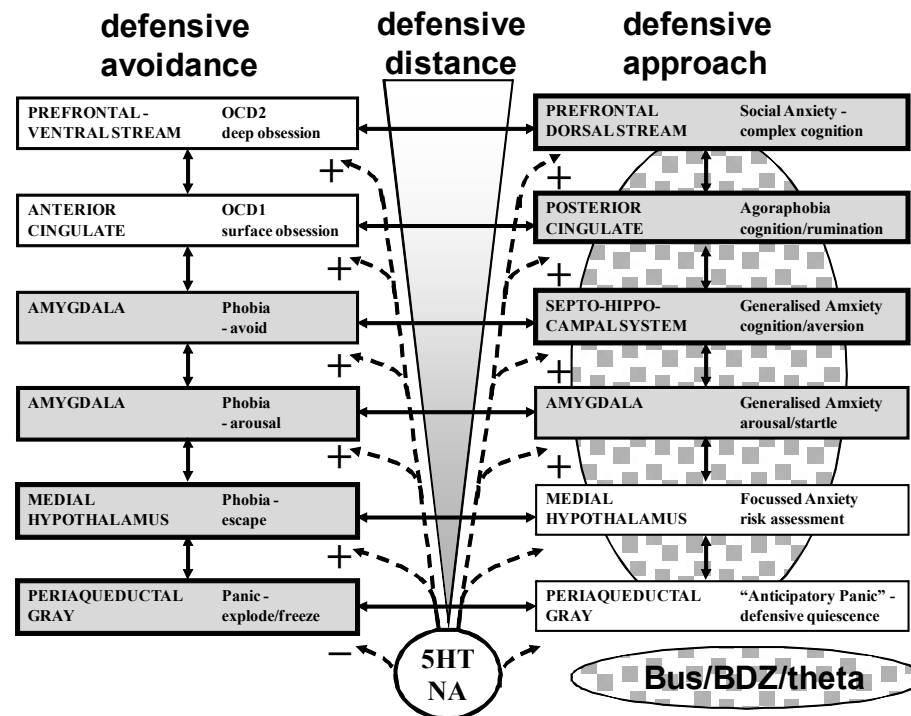 defensive avoidance
defensive distance
defensive approach
PREFRONTAL - OCD2
VENTRAL STREAM deep obsession
PREFRONTAL Social Anxiety -
DORSAL STREAM complex cognition
+
+
ANTERIOR OCD1
CINGULATE surface obsession
POSTERIOR Agoraphobia
CINGULATE cognition/rumination
+
+
AMYGDALA Phobia
- avoid
SEPTO-HIPPO- Generalised Amxiety
CAMPAL SYSTEM cognition/aversion
+
+
AMYGDALA Phobia
- arousal
AMYGDALA Generalised Amxiety
arousal/startle
+
+
MEDIAL Phobia -
HYPOTHALAMUS escape
MEDIAL Focussed Anxiety
HYPOTHALAMUS risk assessment
+
PERIAQUEDUCTAL Panic -
GRAY explode/freeze
PERIAQUEDUCTAL “Anticipatory Panic” -
GRAY defensive quiescence
–
5HT
NA
Bus/BDZ/theta